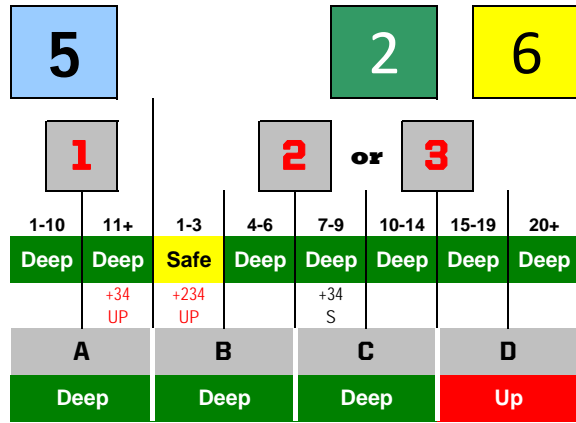 5 2 6
1 2 or 3
1-10 11+ 1-3 4-6 7-9 10-14 15-19 20+
Deep Deep Safe Deep Deep Deep Deep Deep
+34 +234 +34
UP UP S
A B C D
Deep Deep Deep Up